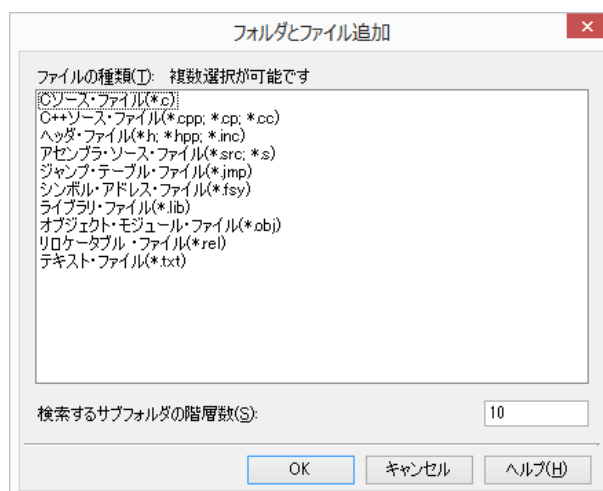 フォルダとファイル追加
ファイルの種類(T): 複数選択が可能です
Cソース・ファイル(*.c)
C++ソース・ファイル(*.cpp; *.cp; *.cc)
ヘッダ・ファイル(*.h; *.hpp; *.inc)
アセンブラ・ソース・ファイル(*.src; *.s)
ジャンプ・テーブル・ファイル(*.jmp)
シンボル・アドレス・ファイル(*.fsy)
ライブラリ・ファイル(*.lib)
オブジェクト・モジュール・ファイル(*.obj)
リロケータブル ・ファイル(*.rel)
テキスト・ファイル(*.txt)
検索するサブフォルダの階層数(S): 10
OK キャンセル ヘルプ(H)